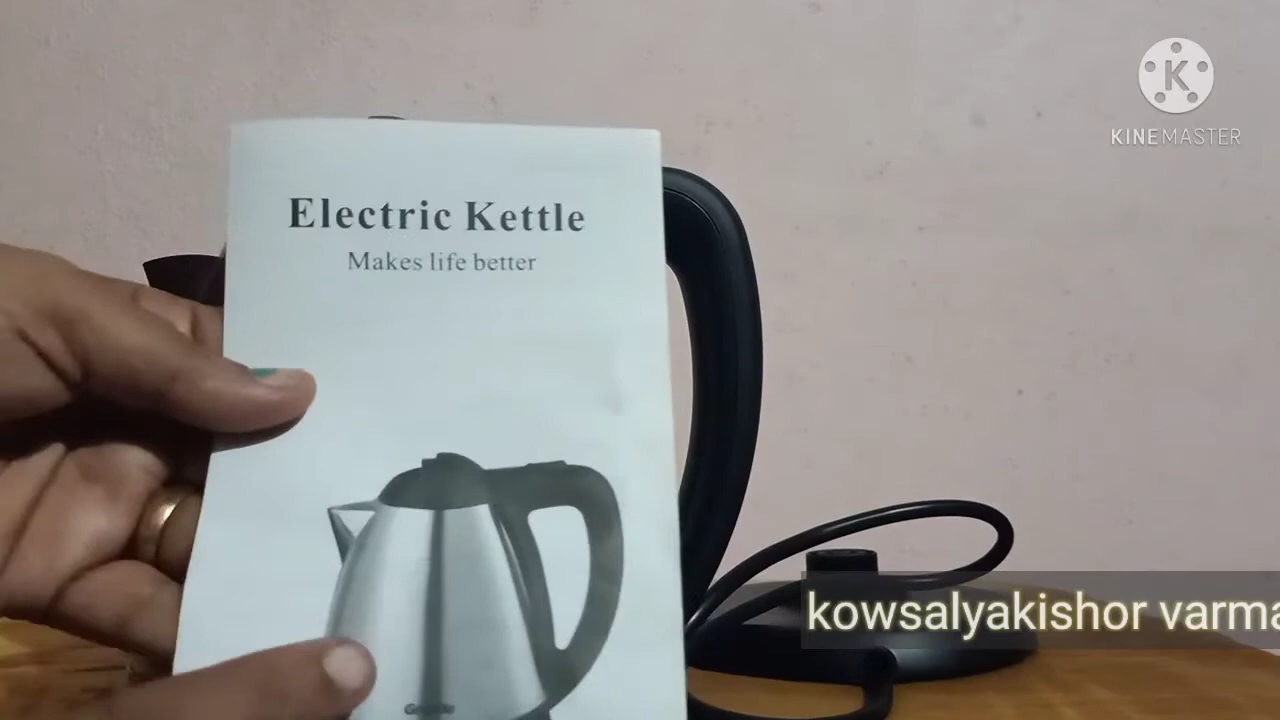 K
KINEMASTER
Electric Kettle
Makes life better
kowsalyakishor varma